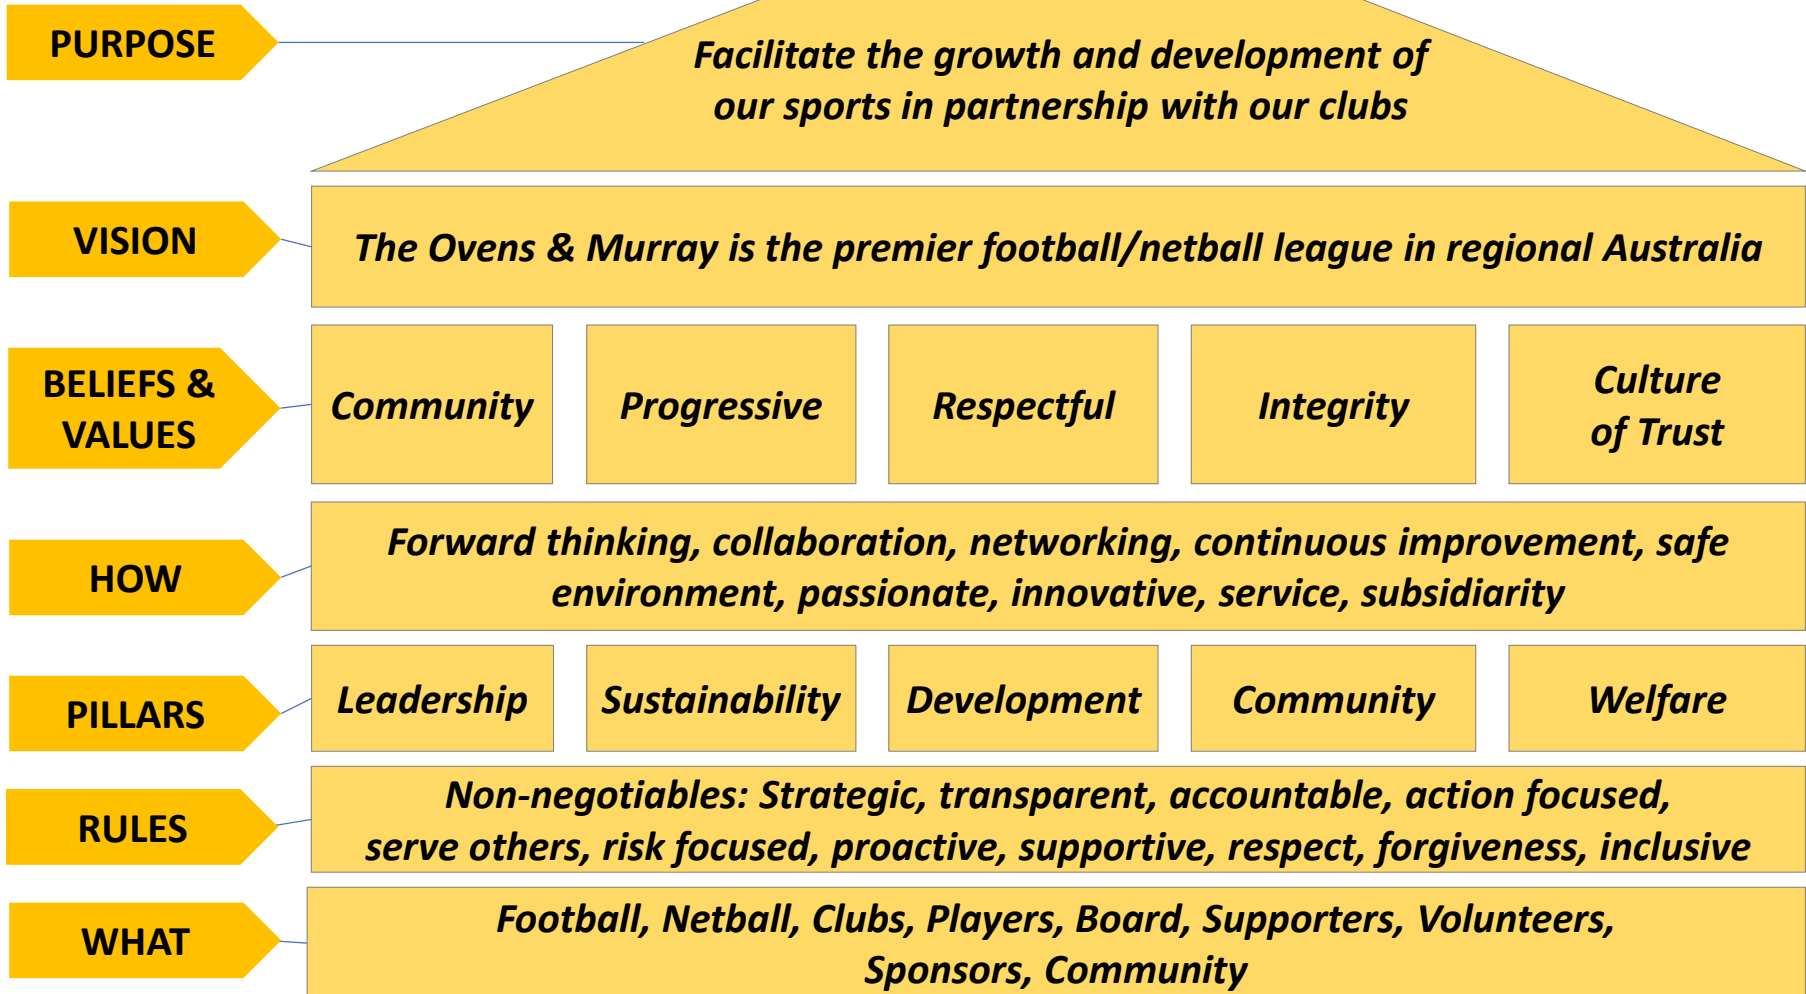 PURPOSE
Facilitate the growth and development of
our sports in partnership with our clubs
VISION
The Ovens & Murray is the premier football/netball league in regional Australia
BELIEFS &
VALUES
Community
Progressive
Respectful
Integrity
Culture
of Trust
HOW
Forward thinking, collaboration, networking, continuous improvement, safe
environment, passionate, innovative, service, subsidiarity
PILLARS
Leadership
Sustainability
Development
Community
Welfare
RULES
Non-negotiables: Strategic, transparent, accountable, action focused,
serve others, risk focused, proactive, supportive, respect, forgiveness, inclusive
WHAT
Football, Netball, Clubs, Players, Board, Supporters, Volunteers,
Sponsors, Community